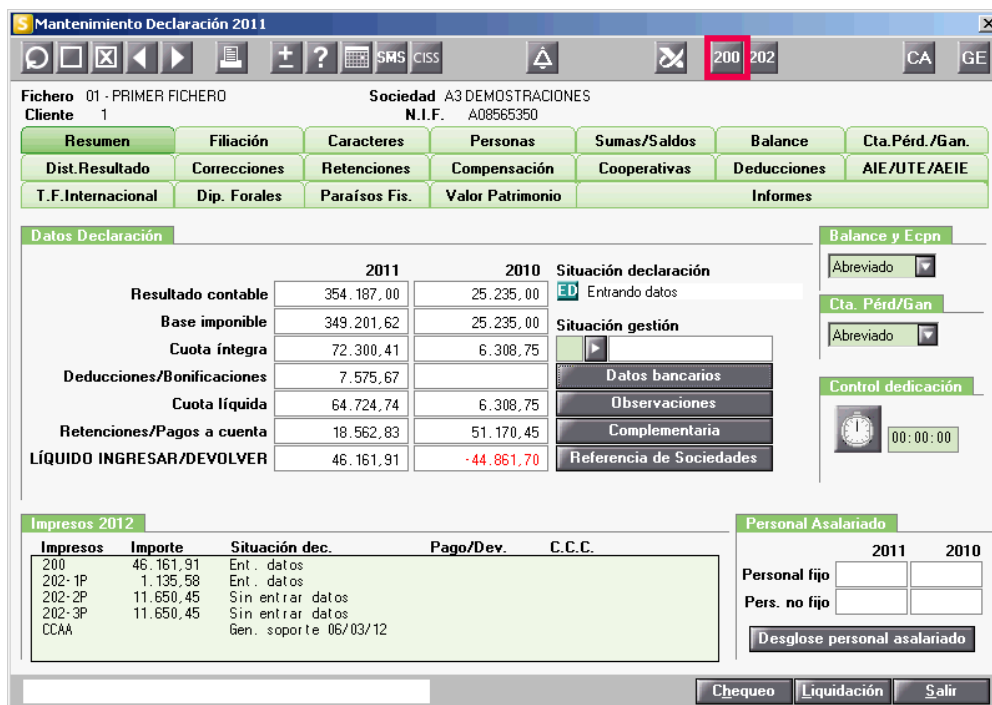 S Mantenimiento Declaración 2011
± ? SMS CISS 200 202 CA GE
Fichero 01 - PRIMER FICHERO Sociedad A3 DEMOSTRACIONES
Cliente 1 N.I.F. A08565350
Resumen Filiación Caracteres Personas Sumas/Saldos Balance Cta.Pérd./Gan.
Dist.Resultado Correcciones Retenciones Compensación Cooperativas Deducciones AIE/UTE/AEIE
T.F.Internacional Dip. Forales Paraísos Fis. Valor Patrimonio Informes
Datos Declaración Balance y Ecpn
2011 2010 Situación declaración Abreviado
Resultado contable 354.187,00 25.235,00 ED Entrando datos
Cta. Pérd/Gan
Base imponible 349.201,62 25.235,00 Situación gestión
Abreviado
Cuota íntegra 72.300,41 6.308,75
Deducciones/Bonificaciones 7.575,67 Datos bancarios Control dedicación
Cuota líquida 64.724,74 6.308,75 Observaciones
Retenciones/Pagos a cuenta 18.562,83 51.170,45 Complementaria 00:00:00
LÍQUIDO INGRESAR/DEVOLVER 46.161,91 -44.861,70 Referencia de Sociedades
Impresos 2012 Personal Asalariado
Impresos Importe Situación dec. Pago/Dev. C.C.C. 2011 2010
200 46.161,91 Ent. datos
202-1P 1.135,58 Ent. datos Personal fijo
202-2P 11.650,45 Sin entrar datos
202-3P 11.650,45 Sin entrar datos Pers. no fijo
CCAA Gen. soporte 06/03/12
Desglose personal asalariado
Chequeo Liquidación Salir